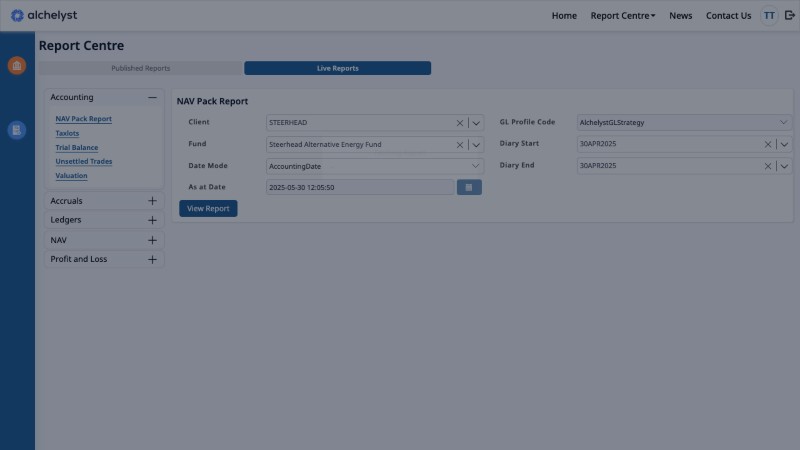 alchelyst
Home Report Centre News Contact Us TT
Report Centre
Published Reports Live Reports
Accounting
NAV Pack Report
Taxlots
Trial Balance
Unsettled Trades
Valuation
Accruals
Ledgers
NAV
Profit and Loss
NAV Pack Report
Client STEERHEAD GL Profile Code AlchelystGLStrategy
Fund Steerhead Alternative Energy Fund Diary Start 30APR2025
Date Mode AccountingDate Diary End 30APR2025
As at Date 2025-05-30 12:05:50
View Report